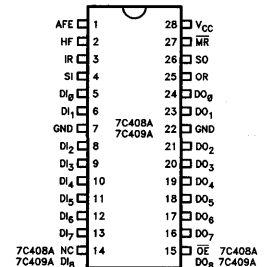 AFE 1 28 V_CC
HF 2 27 M̅R̅
IR 3 26 SO
SI 4 25 OR
DI₀ 5 24 DO₀
DI₁ 6 23 DO₁
GND 7 7C408A 22 GND
DI₂ 8 7C409A 21 DO₂
DI₃ 9 20 DO₃
DI₄ 10 19 DO₄
DI₅ 11 18 DO₅
DI₆ 12 17 DO₆
DI₇ 13 16 DO₇
7C408A NC 14 15 O̅E̅ 7C408A
7C409A DI₈ DO₈ 7C409A